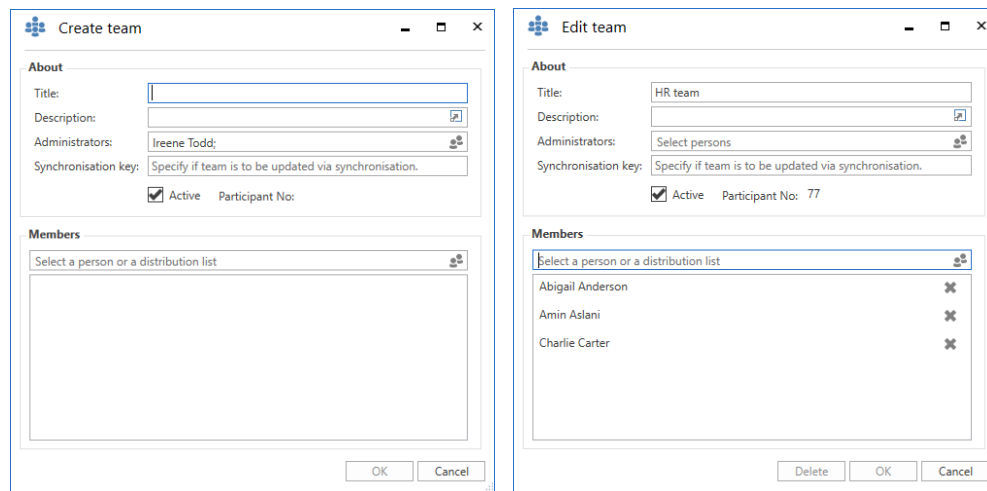 Create team
About
Title:
Description:
Administrators: Ireene Todd;
Synchronisation key: Specify if team is to be updated via synchronisation.
Active Participant No:
Members
Select a person or a distribution list
OK Cancel
Edit team
About
Title: HR team
Description:
Administrators: Select persons
Synchronisation key: Specify if team is to be updated via synchronisation.
Active Participant No: 77
Members
Select a person or a distribution list
Abigail Anderson
Amin Aslani
Charlie Carter
Delete OK Cancel